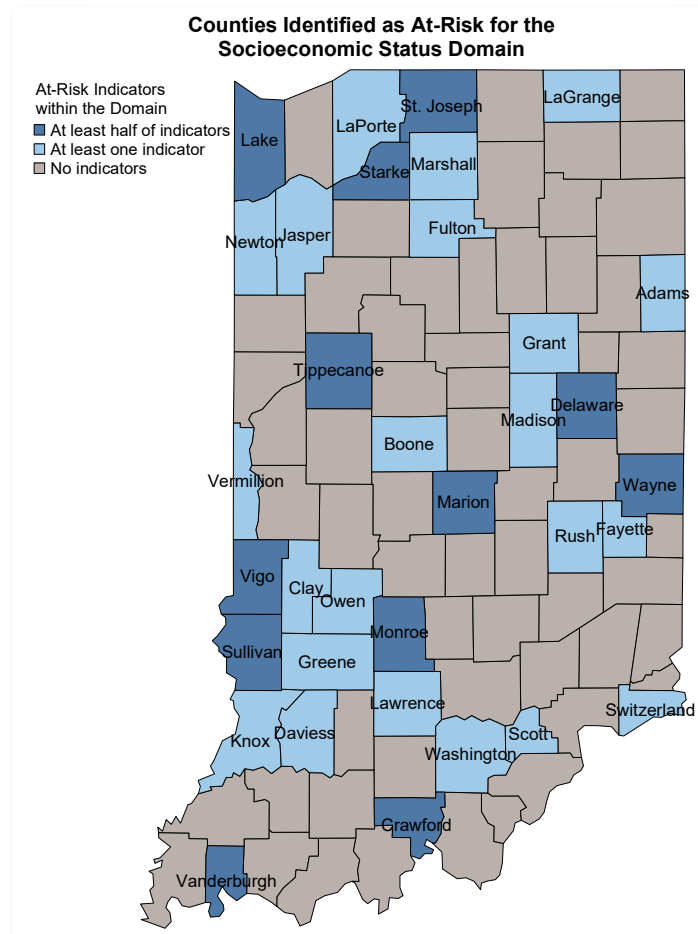 Counties Identified as At-Risk for the
Socioeconomic Status Domain
At-Risk Indicators
within the Domain
At least half of indicators
At least one indicator
No indicators
St. Joseph
LaGrange
LaPorte
Lake
Starke
Marshall
Newton
Jasper
Fulton
Adams
Grant
Tippecanoe
Delaware
Madison
Boone
Vermillion
Wayne
Marion
Rush
Fayette
Vigo
Clay
Owen
Monroe
Sullivan
Greene
Lawrence
Switzerland
Knox
Daviess
Scott
Washington
Crawford
Vanderburgh